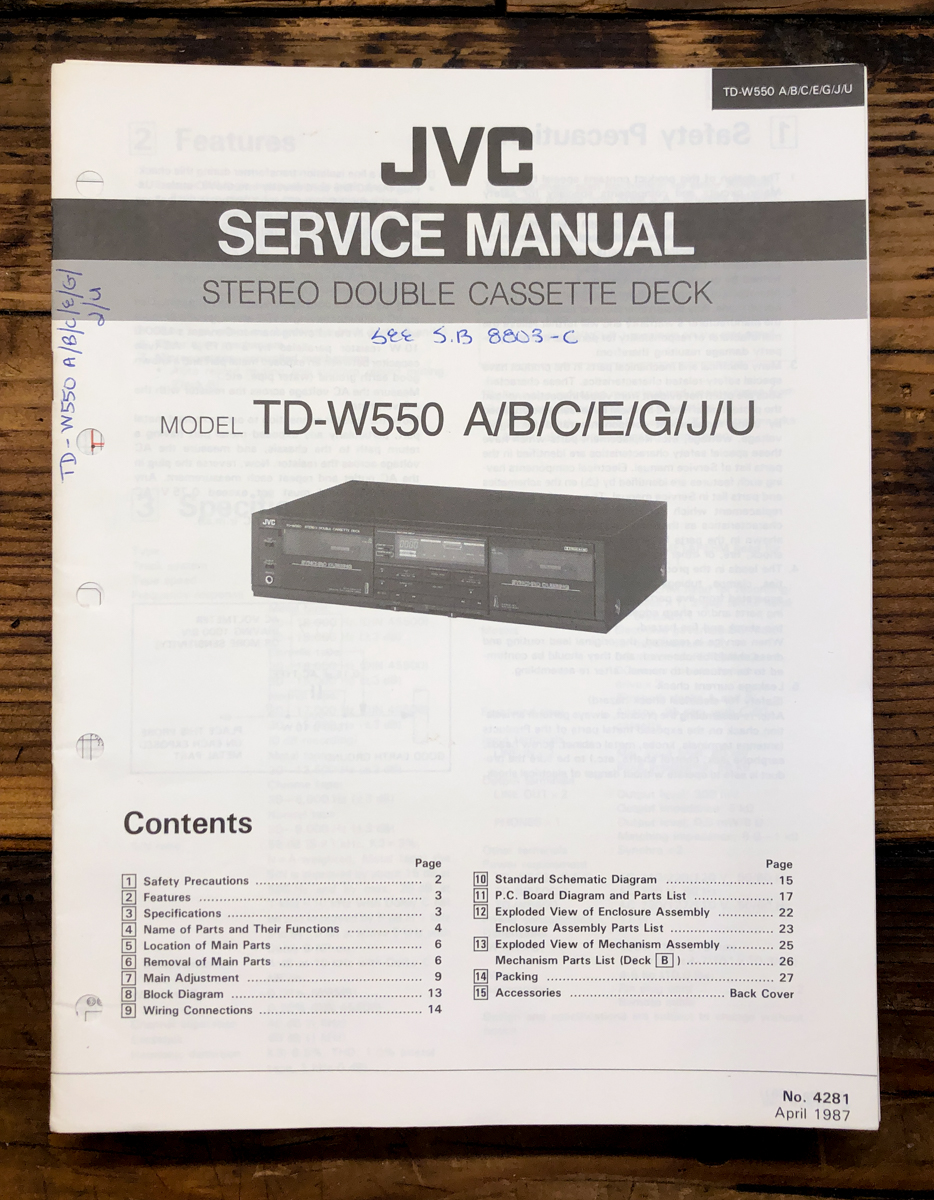 TD-W550 A/B/C/E/G/J/U
JVC
SERVICE MANUAL
STEREO DOUBLE CASSETTE DECK
SEE S.B 8803-C
TD-W550 A/B/C/E/G/
J/U
MODEL TD-W550 A/B/C/E/G/J/U
JVC
Contents
Page
1 Safety Precautions 2
2 Features 3
3 Specifications 3
4 Name of Parts and Their Functions 4
5 Location of Main Parts 6
6 Removal of Main Parts 6
7 Main Adjustment 9
8 Block Diagram 13
9 Wiring Connections 14
Page
10 Standard Schematic Diagram 15
11 P.C. Board Diagram and Parts List 17
12 Exploded View of Enclosure Assembly 22
Enclosure Assembly Parts List 23
13 Exploded View of Mechanism Assembly 25
Mechanism Parts List (Deck B) 26
14 Packing 27
15 Accessories Back Cover
No. 4281
April 1987